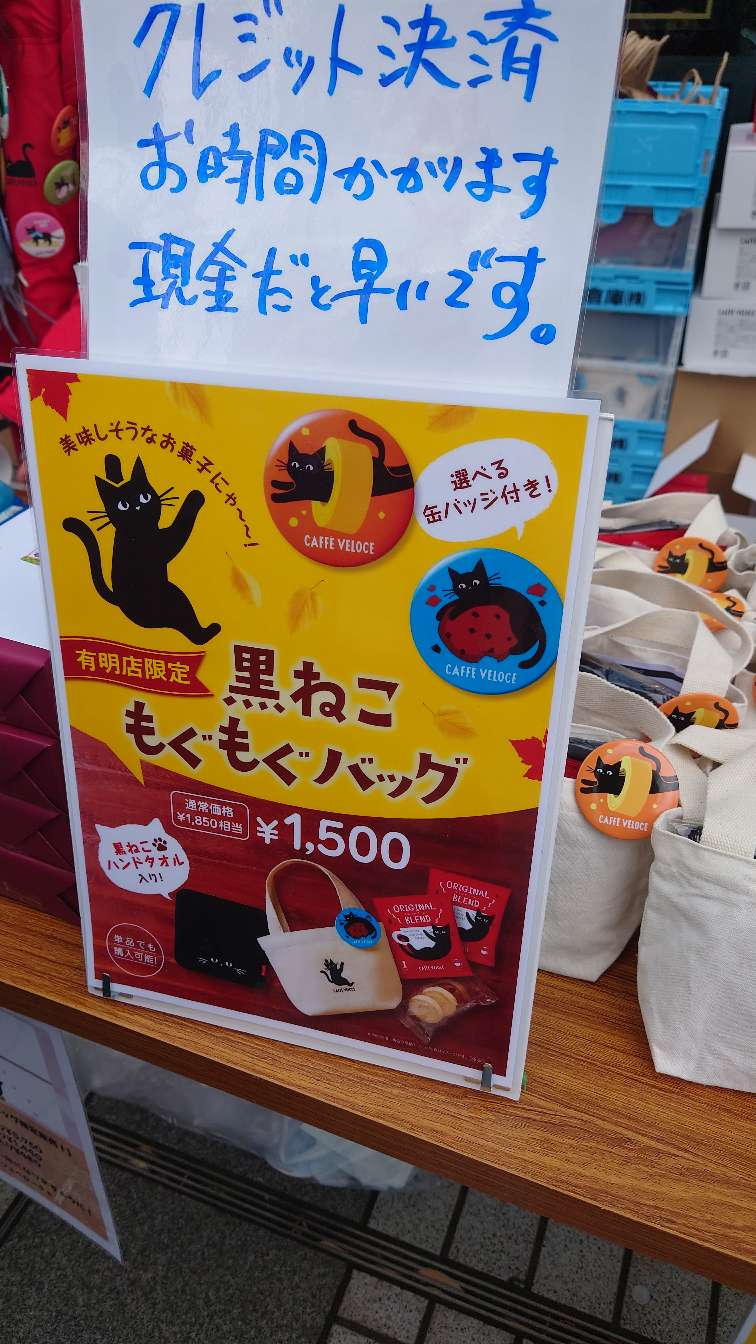 クレジット決済
お時間かかります
現金だと早いです。
美味しそうなお菓子にゃ〜〜!
CAFFE VELOCE
選べる
缶バッジ付き!
CAFFE VELOCE
有明店限定
黒ねこ
もぐもぐバッグ
通常価格
¥1,850相当
¥1,500
黒ねこ
ハンドタオル
入り!
単品でも
購入可能!
ORIGINAL
BLEND
ORIGINAL
BLEND
CAFFE VELOCE
倉庫㈱
CAFFE VELOCE